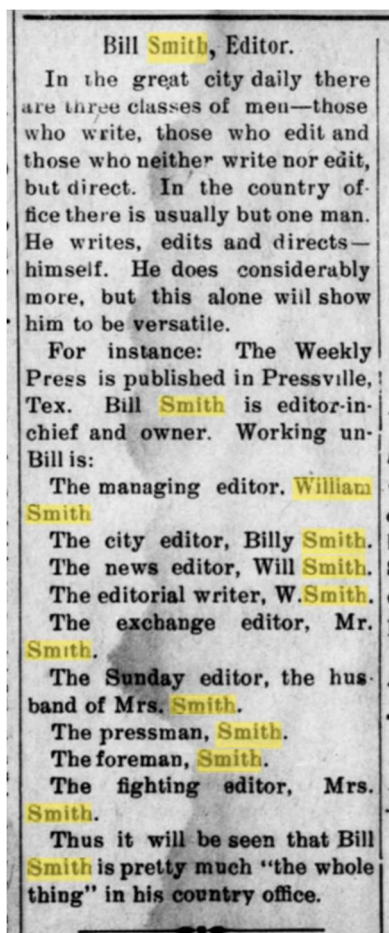 Bill Smith, Editor.
In the great city daily there
are three classes of men—those
who write, those who edit and
those who neither write nor edit,
but direct. In the country of-
fice there is usually but one man.
He writes, edits and directs—
himself. He does considerably
more, but this alone will show
him to be versatile.
For instance: The Weekly
Press is published in Pressville,
Tex. Bill Smith is editor-in-
chief and owner. Working un-
Bill is:
The managing editor. William
Smith
The city editor, Billy Smith.
The news editor, Will Smith.
The editorial writer, W. Smith.
The exchange editor, Mr.
Smith.
The Sunday editor, the hus-
band of Mrs. Smith.
The pressman, Smith.
The foreman, Smith.
The fighting editor, Mrs.
Smith.
Thus it will be seen that Bill
Smith is pretty much "the whole
thing" in his country office.